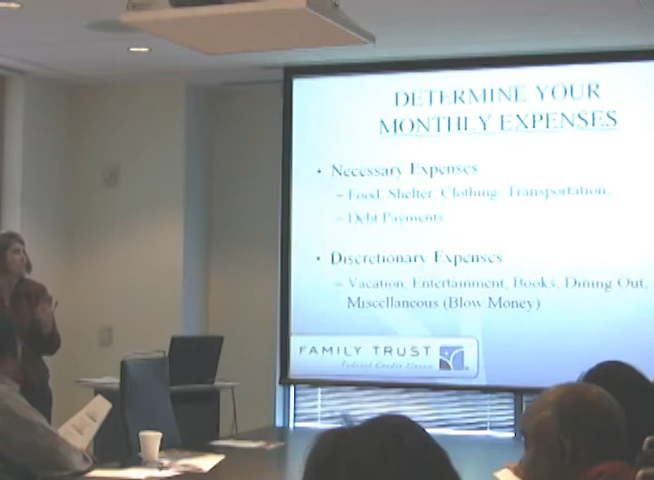 DETERMINE YOUR
MONTHLY EXPENSES
• Necessary Expenses
– Food, Shelter, Clothing, Transportation,
– Debt Payments
• Discretionary Expenses
– Vacation, Entertainment, Books, Dining Out,
Miscellaneous (Blow Money)
FAMILY TRUST
Federal Credit Union